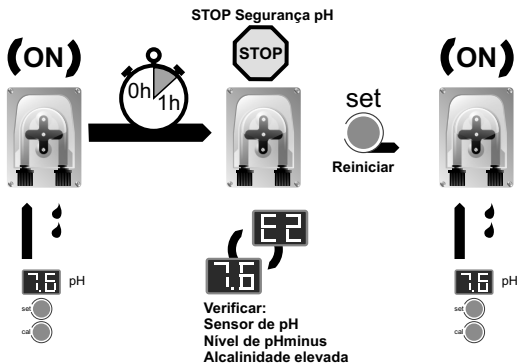 STOP Segurança pH
(ON)
0h
1h
STOP
set
Reiniciar
(ON)
7.6 pH
set
cal
E2
7.6
Verificar:
Sensor de pH
Nível de pHminus
Alcalinidade elevada
7.6 pH
set
cal